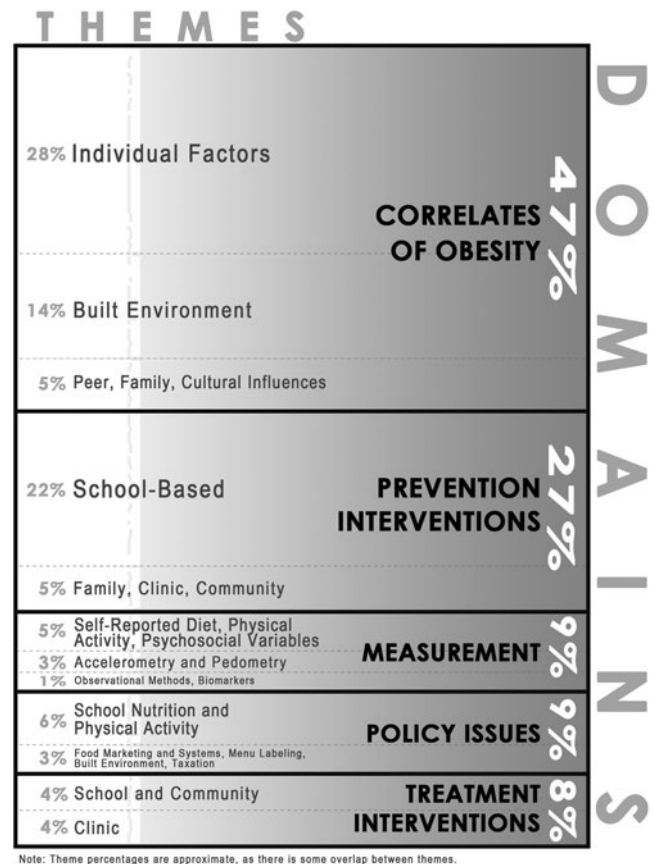 THEMES
DOMAINS
28% Individual Factors
14% Built Environment
5% Peer, Family, Cultural Influences
CORRELATES
OF OBESITY
47%
22% School-Based
5% Family, Clinic, Community
PREVENTION
INTERVENTIONS
27%
5% Self-Reported Diet, Physical
Activity, Psychosocial Variables
3% Accelerometry and Pedometry
1% Observational Methods, Biomarkers
MEASUREMENT
9%
6% School Nutrition and
Physical Activity
3% Food Marketing and Systems, Menu Labeling,
Built Environment, Taxation
POLICY ISSUES
9%
4% School and Community
4% Clinic
TREATMENT
INTERVENTIONS
8%
Note: Theme percentages are approximate, as there is some overlap between themes.